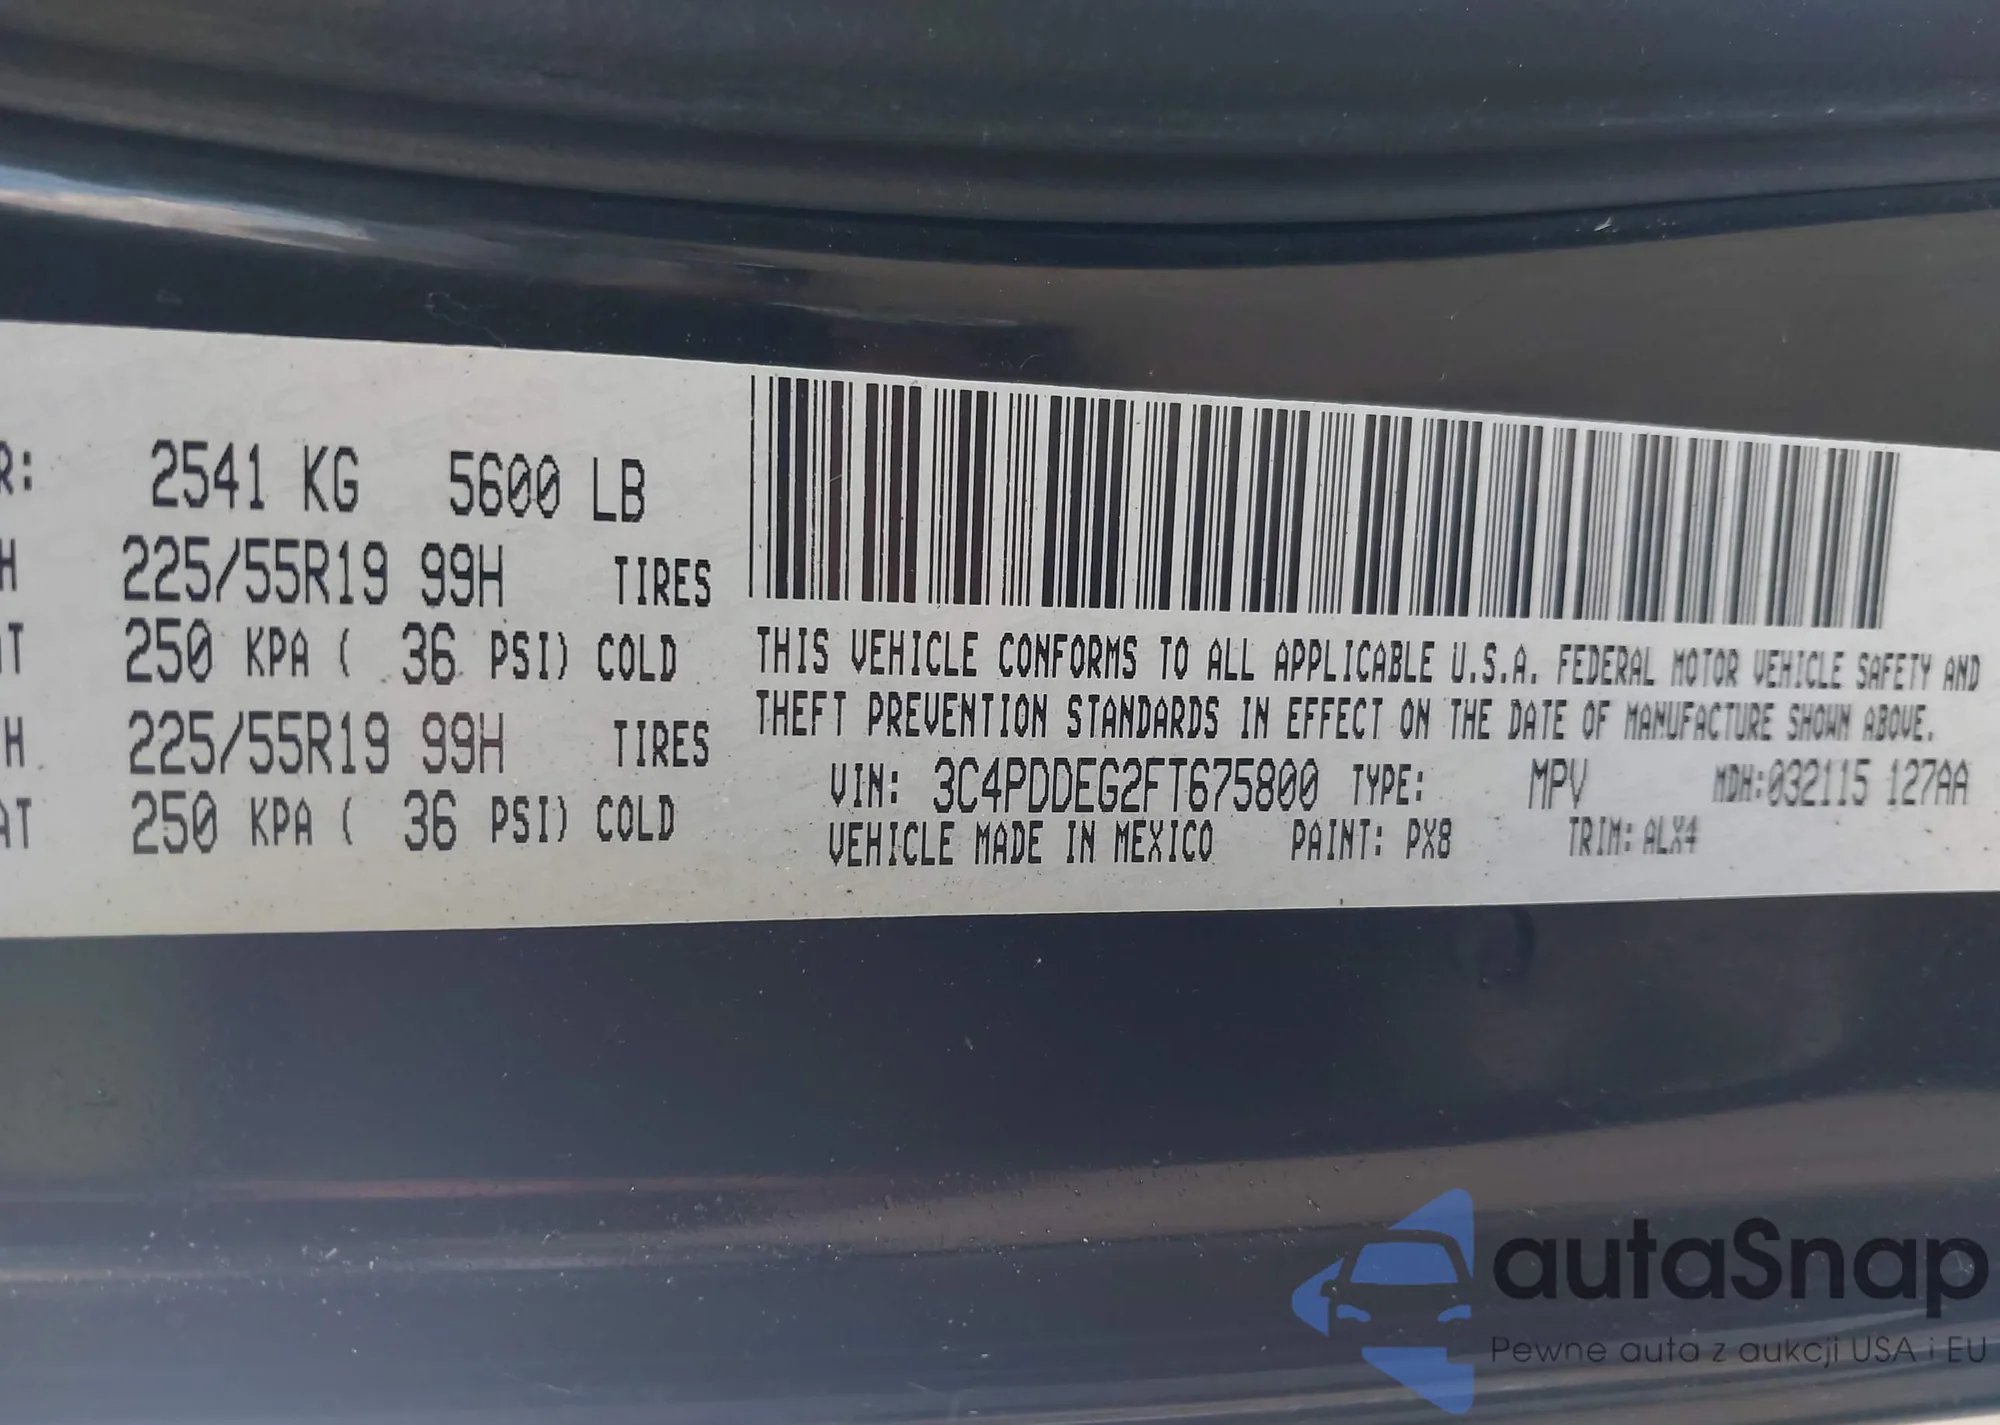 R: 2541 KG 5600 LB
H 225/55R19 99H TIRES
AT 250 KPA ( 36 PSI) COLD
H 225/55R19 99H TIRES
AT 250 KPA ( 36 PSI) COLD
THIS VEHICLE CONFORMS TO ALL APPLICABLE U.S.A. FEDERAL MOTOR VEHICLE SAFETY AND
THEFT PREVENTION STANDARDS IN EFFECT ON THE DATE OF MANUFACTURE SHOWN ABOVE.
VIN: 3C4PDDEG2FT675800 TYPE: MPV MDH:032115 127AA
VEHICLE MADE IN MEXICO PAINT: PX8 TRIM: ALX4
autaSnap
Pewne auta z aukcji USA i EU